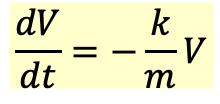 dV/dt = − k/m V